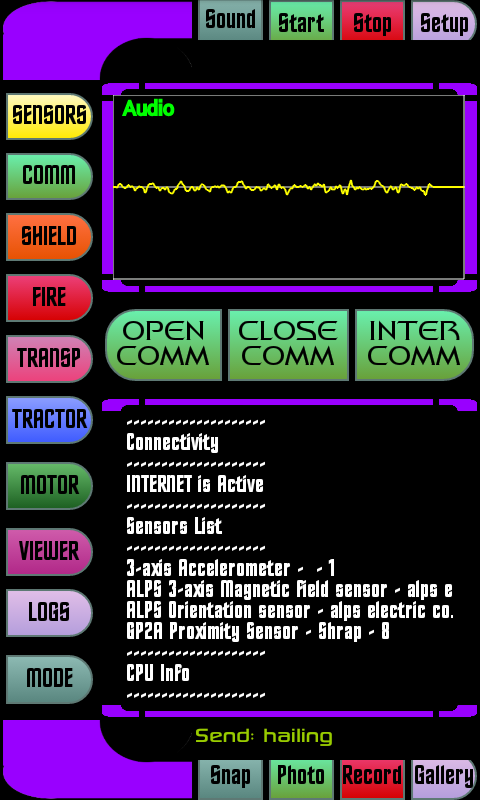 Sound Start Stop Setup
SENSORS
Audio
COMM
SHIELD
FIRE
TRANSP
TRACTOR
MOTOR
VIEWER
LOGS
MODE
OPEN COMM
CLOSE COMM
INTER COMM
--------------------
Connectivity
--------------------
INTERNET is Active
--------------------
Sensors List
--------------------
3-axis Accelerometer - - 1
ALPS 3-axis Magnetic field sensor - alps e
ALPS Orientation sensor - alps electric co.
GP2A Proximity Sensor - Shrap - 8
--------------------
CPU Info
--------------------
Send: hailing
Snap Photo Record Gallery